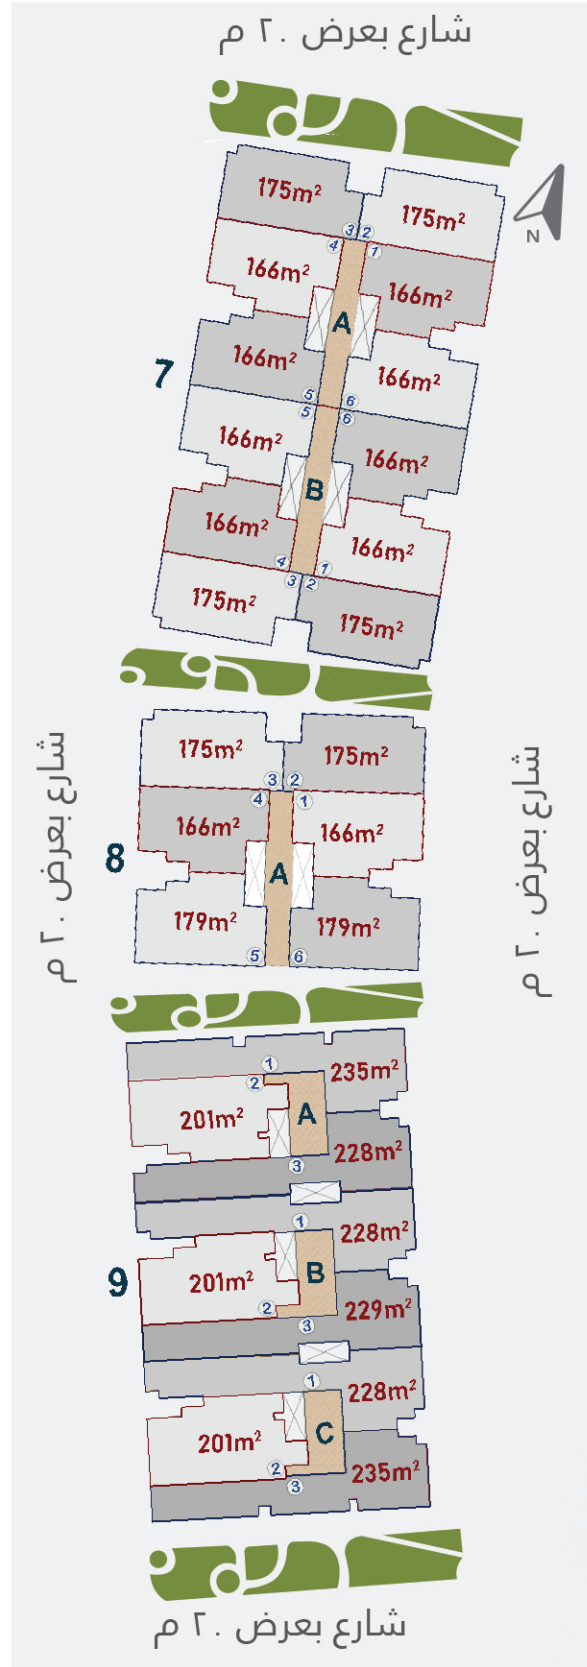 شارع بعرض ٢٠ م
N
175m²
175m²
3
2
4
1
166m²
166m²
A
7
166m²
166m²
5
6
5
6
166m²
166m²
B
166m²
166m²
4
1
3
2
175m²
175m²
شارع بعرض ٢٠ م
شارع بعرض ٢٠ م
175m²
175m²
3
2
4
1
166m²
166m²
8
A
179m²
179m²
5
6
1
235m²
2
201m²
A
228m²
3
1
228m²
9
201m²
B
2
229m²
3
1
228m²
201m²
C
2
235m²
3
شارع بعرض ٢٠ م